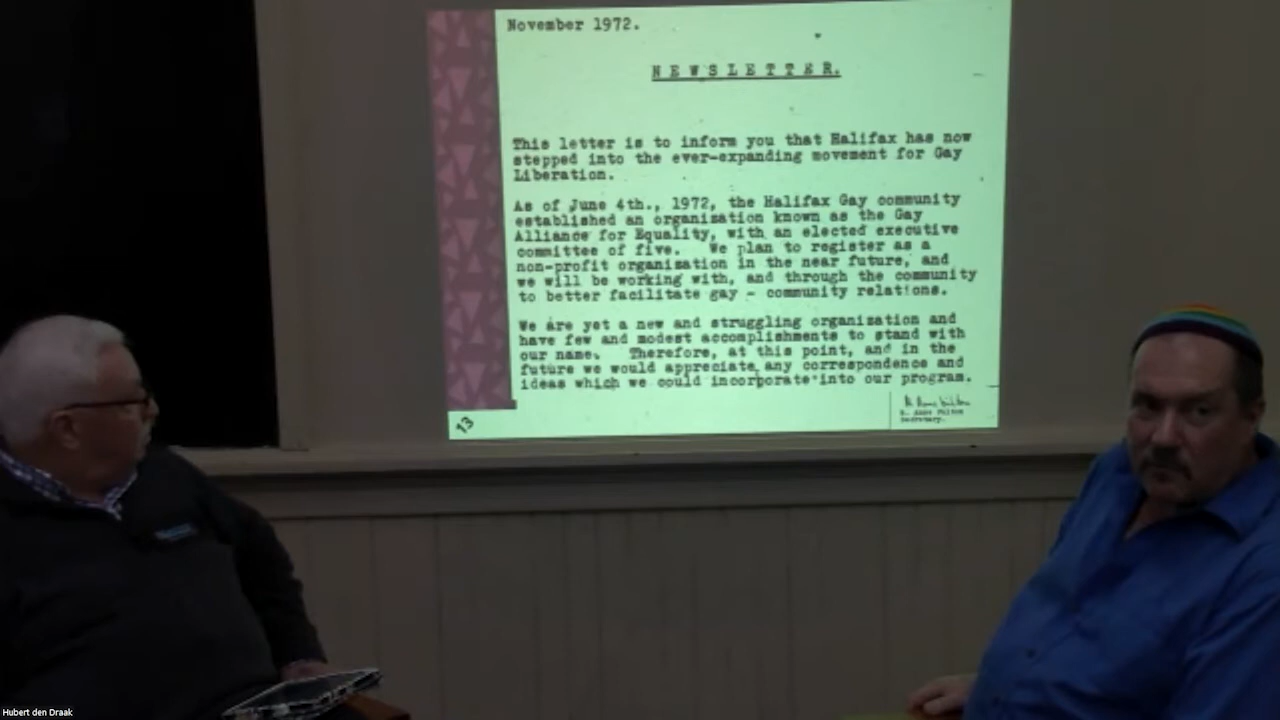 November 1972.
NEWSLETTER.
This letter is to inform you that Halifax has now
stepped into the ever-expanding movement for Gay
Liberation.
As of June 4th., 1972, the Halifax Gay community
established an organization known as the Gay
Alliance for Equality, with an elected executive
committee of five. We plan to register as a
non-profit organization in the near future, and
we will be working with, and through the community
to better facilitate gay - community relations.
We are yet a new and struggling organization and
have few and modest accomplishments to stand with
our name. Therefore, at this point, and in the
future we would appreciate any correspondence and
ideas which we could incorporate into our program.
Secretary.
13
Hubert den Draak